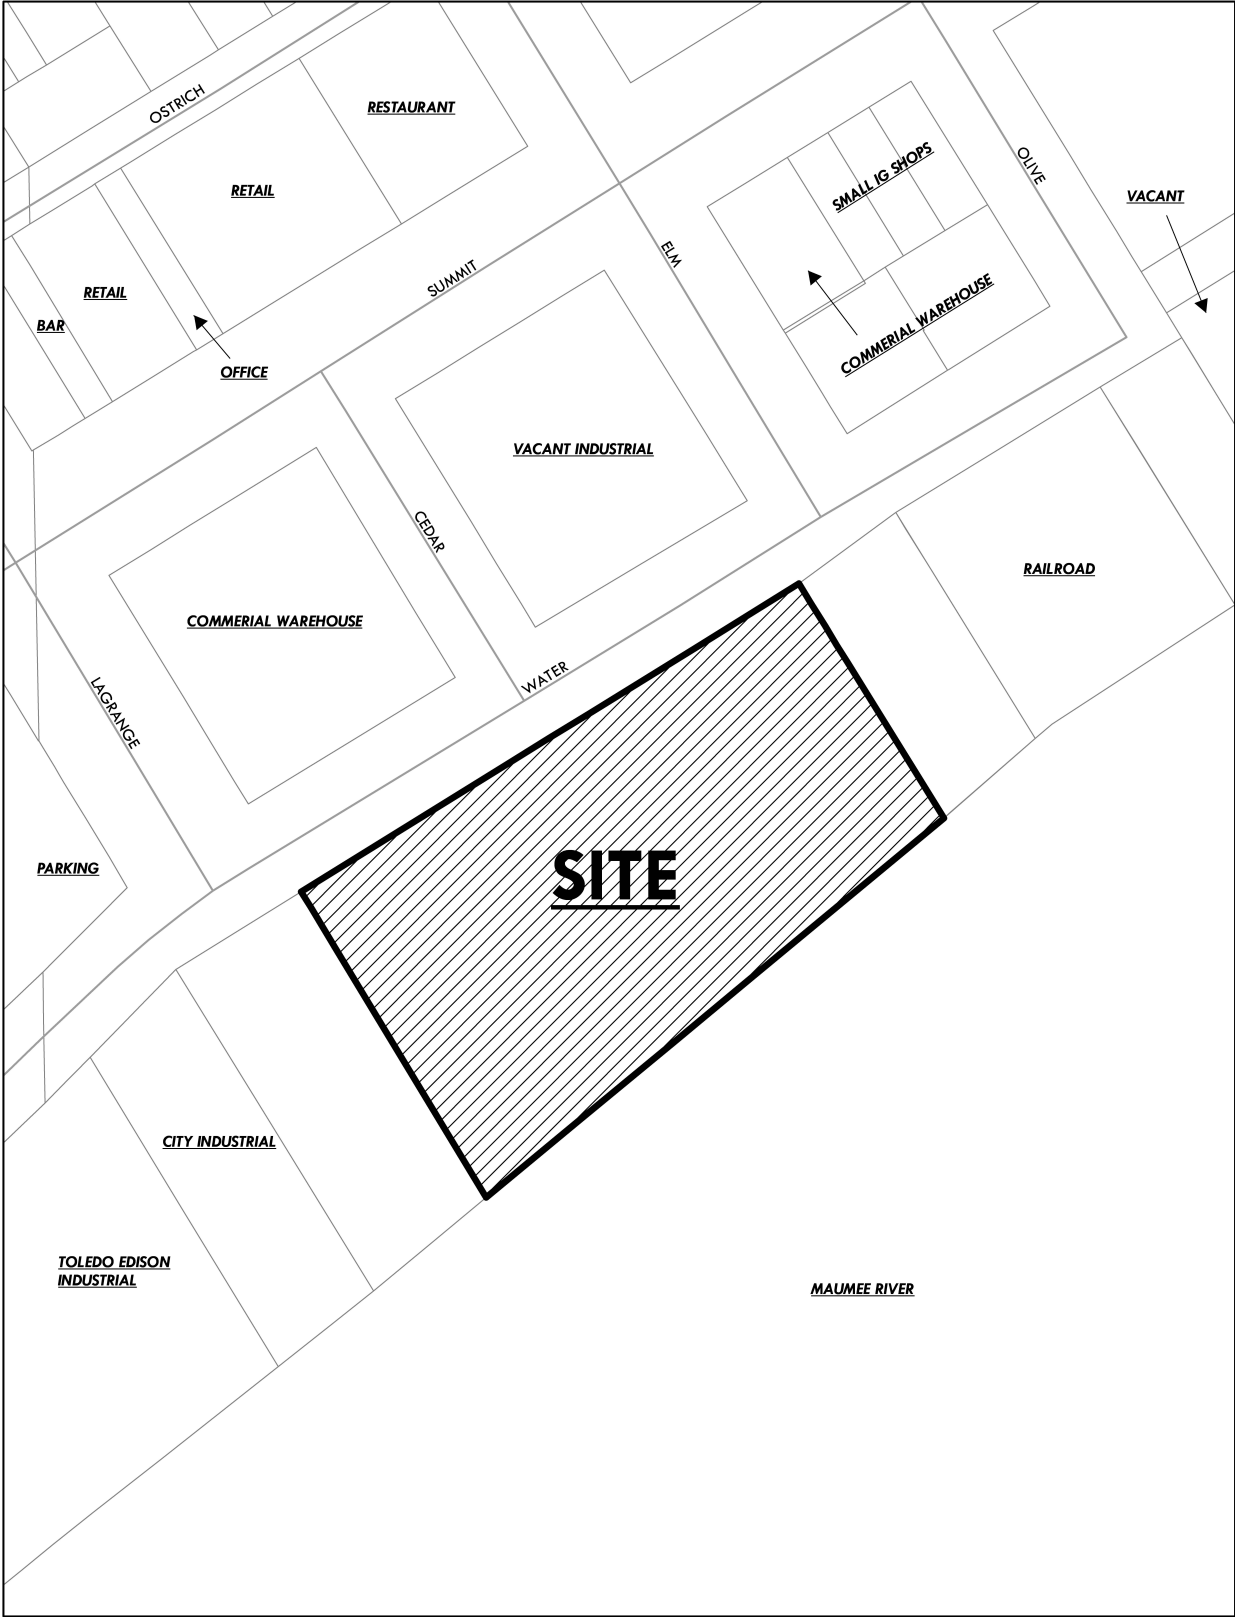 OSTRICH
RESTAURANT
RETAIL
SMALL IG SHOPS
OLIVE
VACANT
ELM
SUMMIT
RETAIL
BAR
OFFICE
COMMERIAL WAREHOUSE
VACANT INDUSTRIAL
CEDAR
RAILROAD
COMMERIAL WAREHOUSE
WATER
LAGRANGE
PARKING
SITE
CITY INDUSTRIAL
TOLEDO EDISON
INDUSTRIAL
MAUMEE RIVER